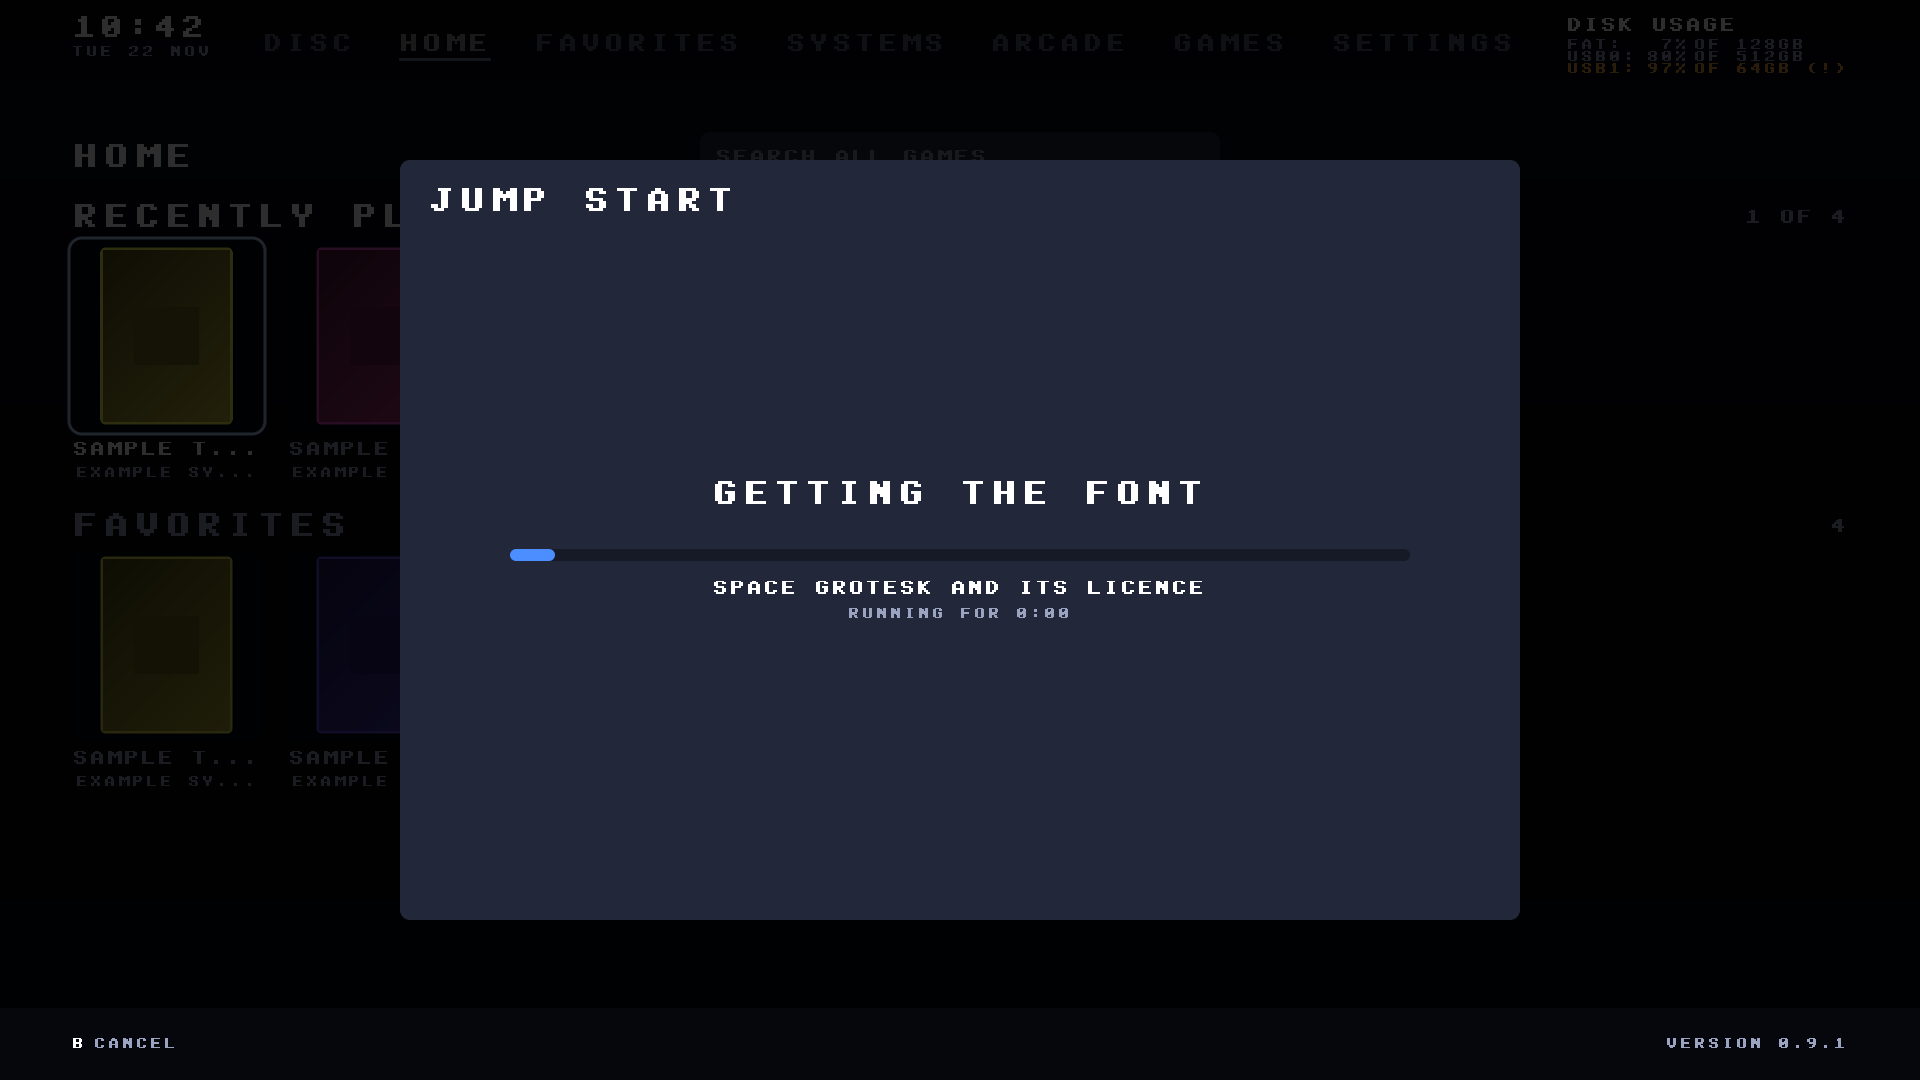 10:42
TUE 22 NOV
DISC HOME FAVORITES SYSTEMS ARCADE GAMES SETTINGS
DISK USAGE
FAT: 7% OF 128GB
USB0: 80% OF 512GB
USB1: 97% OF 64GB (!)
HOME
SEARCH ALL GAMES
JUMP START
RECENTLY PL
1 OF 4
SAMPLE T... SAMPLE
EXAMPLE SY... EXAMPLE
GETTING THE FONT
FAVORITES
4
SPACE GROTESK AND ITS LICENCE
RUNNING FOR 0:00
SAMPLE T... SAMPLE
EXAMPLE SY... EXAMPLE
B CANCEL
VERSION 0.9.1